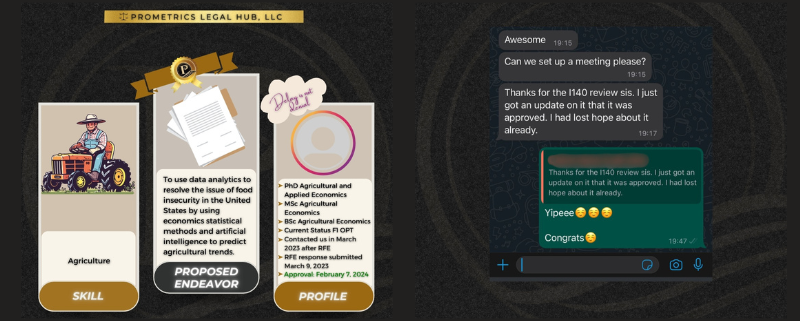 PROMETRICS LEGAL HUB, LLC
P
Delay is not
denial
Agriculture
SKILL
To use data analytics to
resolve the issue of food
insecurity in the United
States by using
economics statistical
methods and artificial
intelligence to predict
agricultural trends.
PROPOSED
ENDEAVOR
PhD Agricultural and
Applied Economics
MSc Agricultural
Economics
BSc Agricultural Economics
Current Status F1 OPT
Contacted us in March
2023 after RFE
RFE response submitted
March 9, 2023
Approval: February 7, 2024
PROFILE
Awesome 19:15
Can we set up a meeting please?
19:15
Thanks for the I140 review sis. I just
got an update on it that it was
approved. I had lost hope about it
already. 19:17
Thanks for the I140 review sis. I just got an
update on it that it was approved. I had lost
hope about it already.
Yipeee☺️☺️☺️
Congrats☺️ 19:47